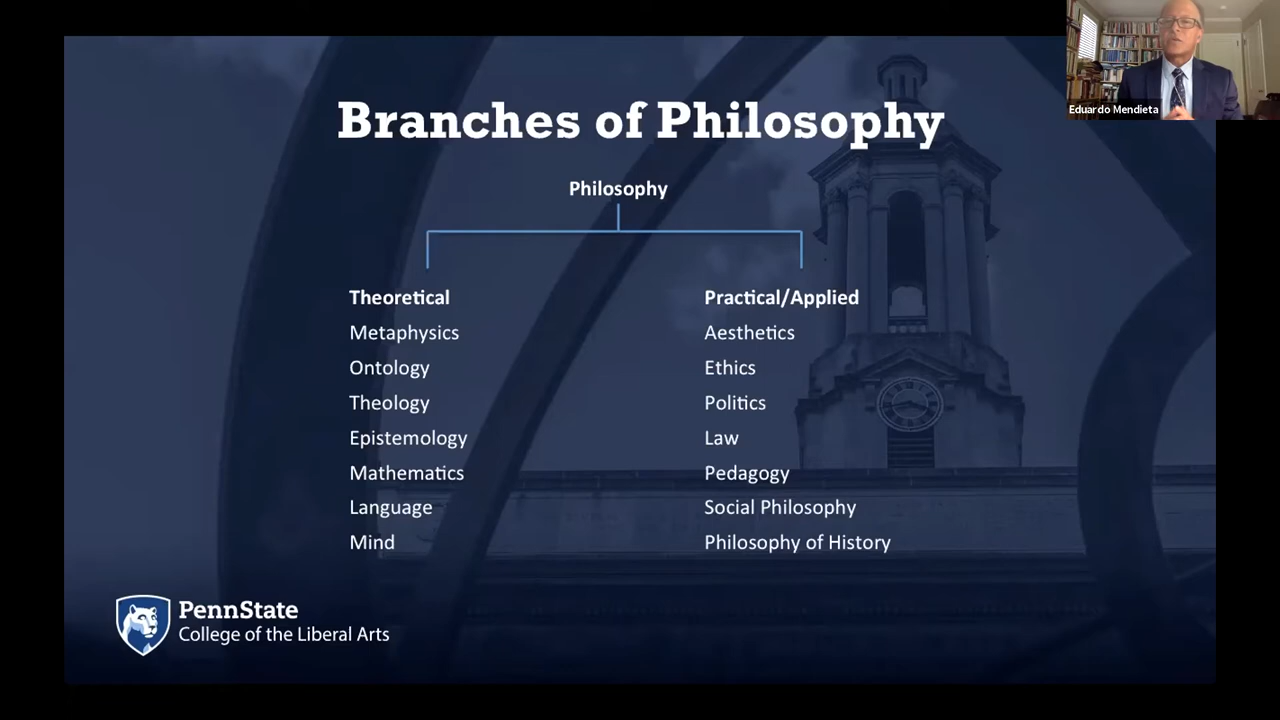 Eduardo Mendieta
Branches of Philosophy
Philosophy
Theoretical
Metaphysics
Ontology
Theology
Epistemology
Mathematics
Language
Mind
Practical/Applied
Aesthetics
Ethics
Politics
Law
Pedagogy
Social Philosophy
Philosophy of History
PennState
College of the Liberal Arts